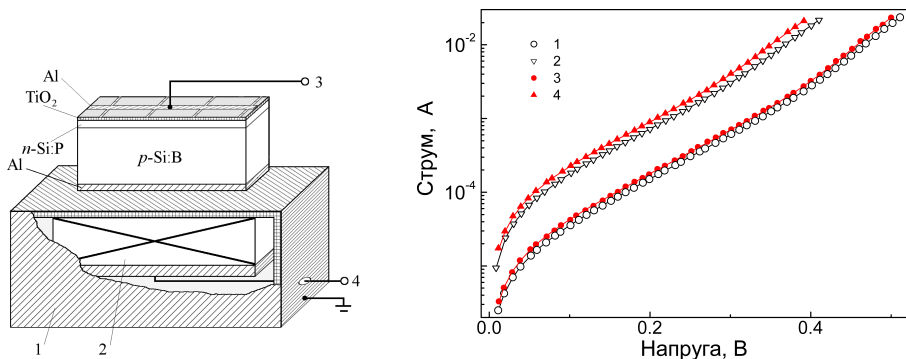 Al
TiO₂
n-Si:P
Al
p-Si:B
3
4
1
2
Струм, А
10⁻²
10⁻⁴
1
2
3
4
0.0
0.2
0.4
Напруга, В